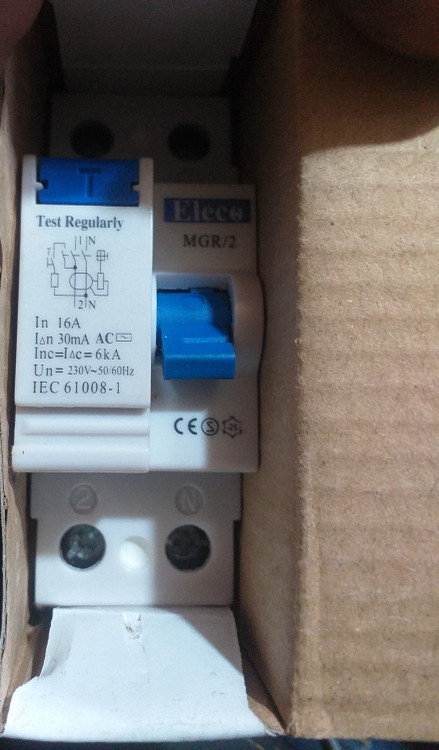 T
Eleco
MGR/2
Test Regularly
1 N
T
2 N
In 16A
IΔn 30mA AC
Inc=IΔc=6kA
Un=230V~50/60Hz
IEC 61008-1
CE S -25
2 N